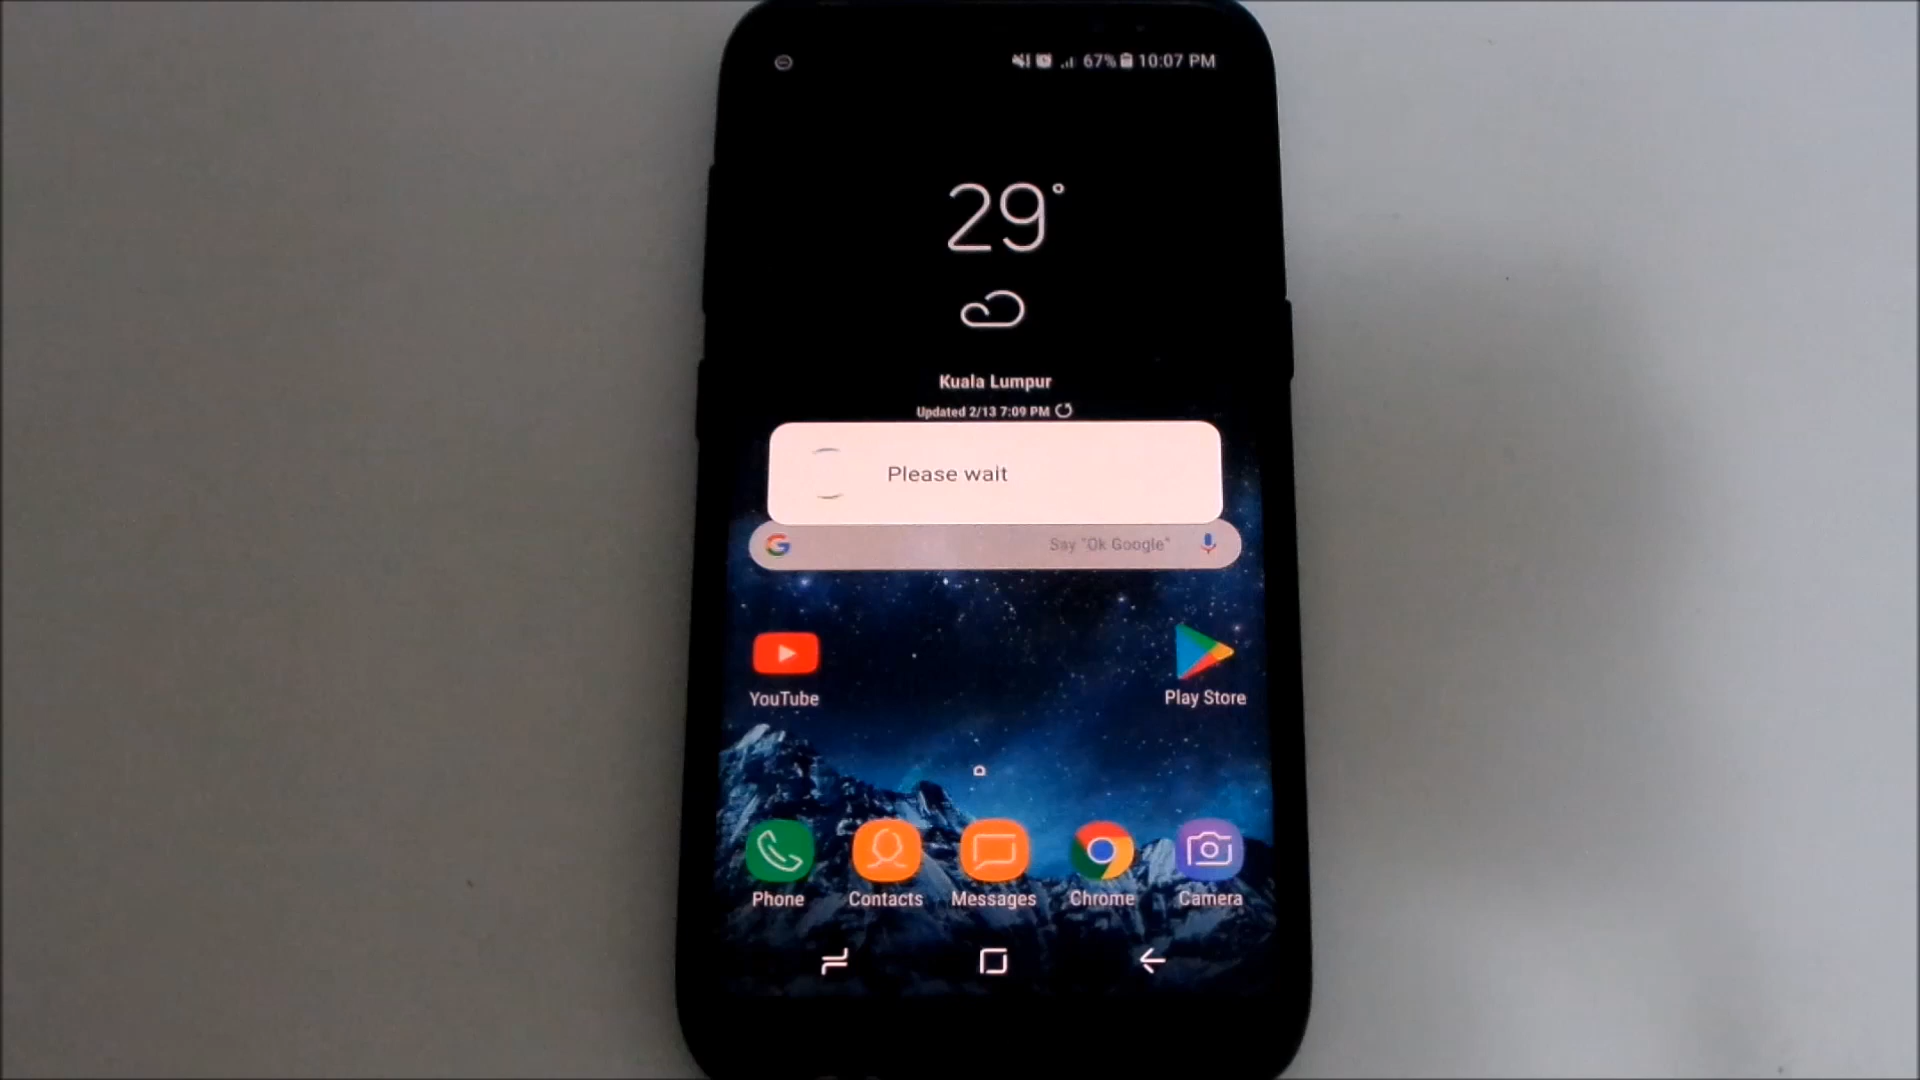 67% 10:07 PM
29°
Kuala Lumpur
Updated 2/13 7:09 PM
Please wait
G Say "Ok Google"
YouTube Play Store
Phone Contacts Messages Chrome Camera